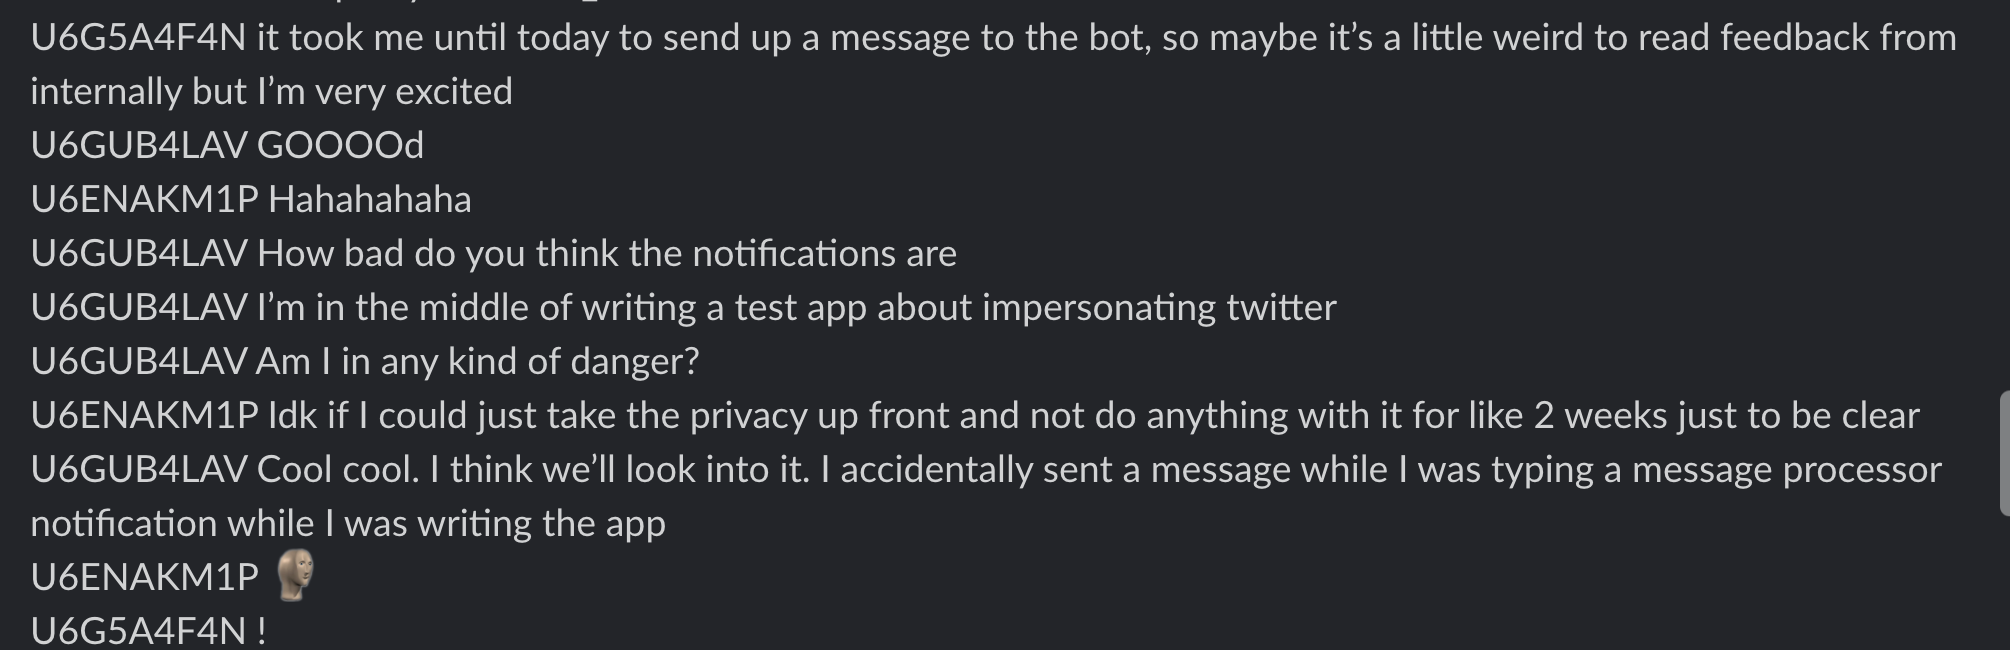 U6G5A4F4N it took me until today to send up a message to the bot, so maybe it’s a little weird to read feedback from
internally but I’m very excited
U6GUB4LAV GOOOOd
U6ENAKM1P Hahahahaha
U6GUB4LAV How bad do you think the notifications are
U6GUB4LAV I’m in the middle of writing a test app about impersonating twitter
U6GUB4LAV Am I in any kind of danger?
U6ENAKM1P Idk if I could just take the privacy up front and not do anything with it for like 2 weeks just to be clear
U6GUB4LAV Cool cool. I think we’ll look into it. I accidentally sent a message while I was typing a message processor
notification while I was writing the app
U6ENAKM1P
U6G5A4F4N !